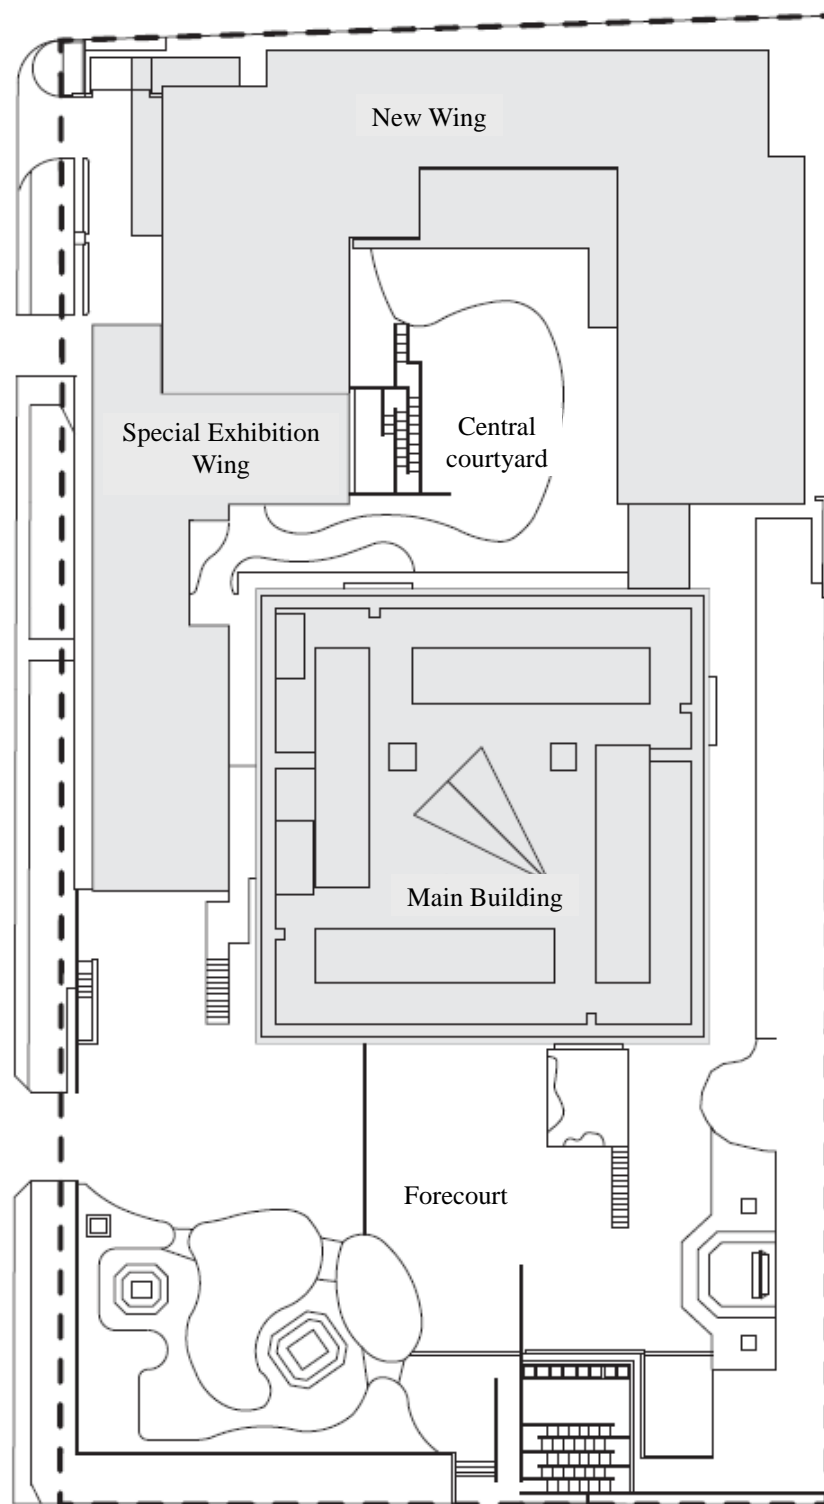 New Wing
Special Exhibition
Wing
Central
courtyard
Main Building
Forecourt